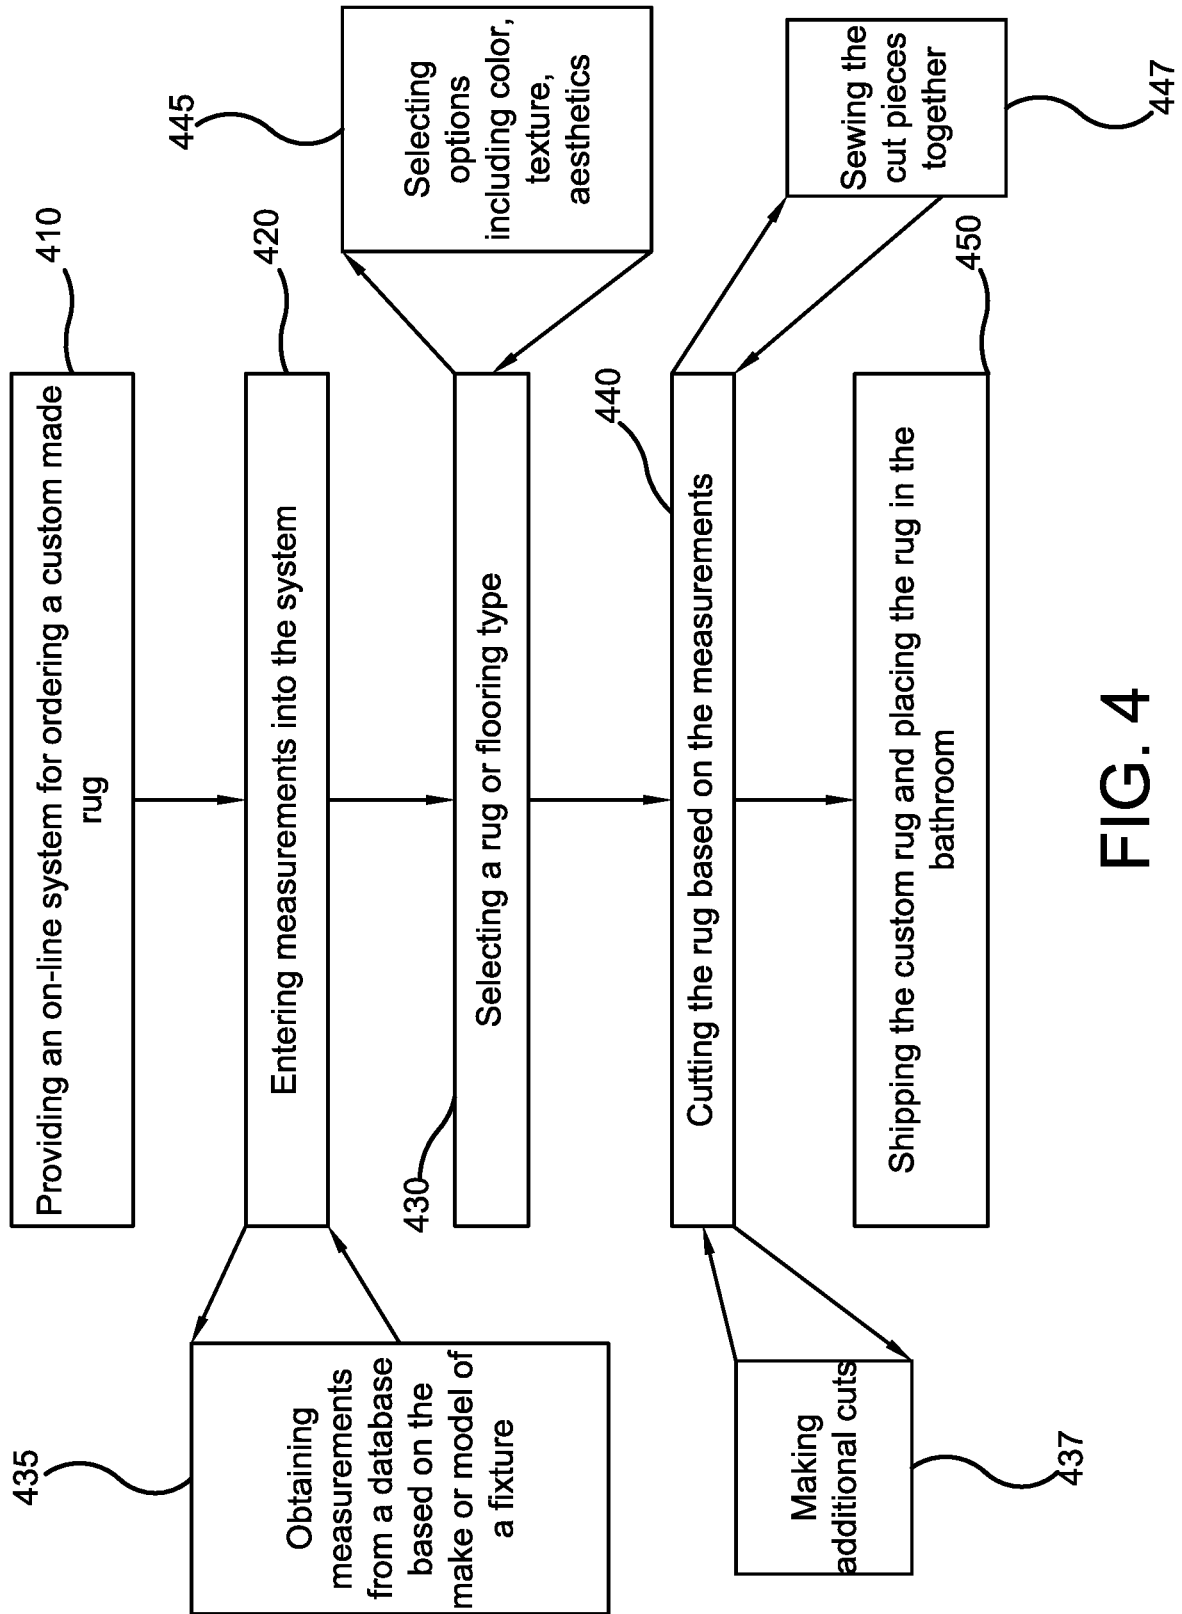 410
Providing an on-line system for ordering a custom made
rug
420
Entering measurements into the system
435
Obtaining
measurements
from a database
based on the
make or model of
a fixture
430
Selecting a rug or flooring type
445
Selecting
options
including color,
texture,
aesthetics
440
Cutting the rug based on the measurements
Making
additional cuts
437
Sewing the
cut pieces
together
447
450
Shipping the custom rug and placing the rug in the
bathroom
FIG. 4